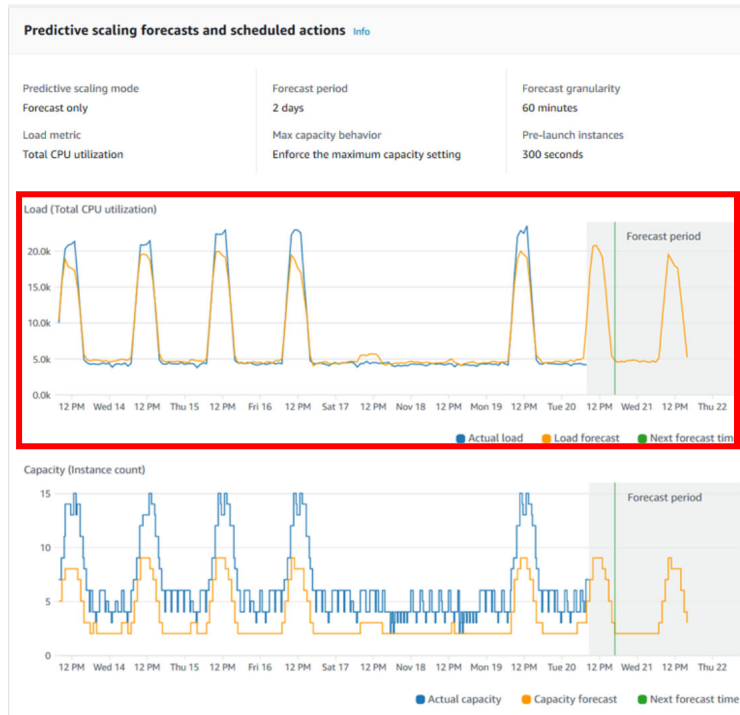 Predictive scaling forecasts and scheduled actions Info
Predictive scaling mode
Forecast only
Forecast period
2 days
Forecast granularity
60 minutes
Load metric
Total CPU utilization
Max capacity behavior
Enforce the maximum capacity setting
Pre-launch instances
300 seconds
Load (Total CPU utilization)
Forecast period
20.0k
15.0k
10.0k
5.0k
0.0k
12 PM Wed 14 12 PM Thu 15 12 PM Fri 16 12 PM Sat 17 12 PM Nov 18 12 PM Mon 19 12 PM Tue 20 12 PM Wed 21 12 PM Thu 22
Actual load Load forecast Next forecast time
Capacity (Instance count)
Forecast period
15
10
5
0
12 PM Wed 14 12 PM Thu 15 12 PM Fri 16 12 PM Sat 17 12 PM Nov 18 12 PM Mon 19 12 PM Tue 20 12 PM Wed 21 12 PM Thu 22
Actual capacity Capacity forecast Next forecast time